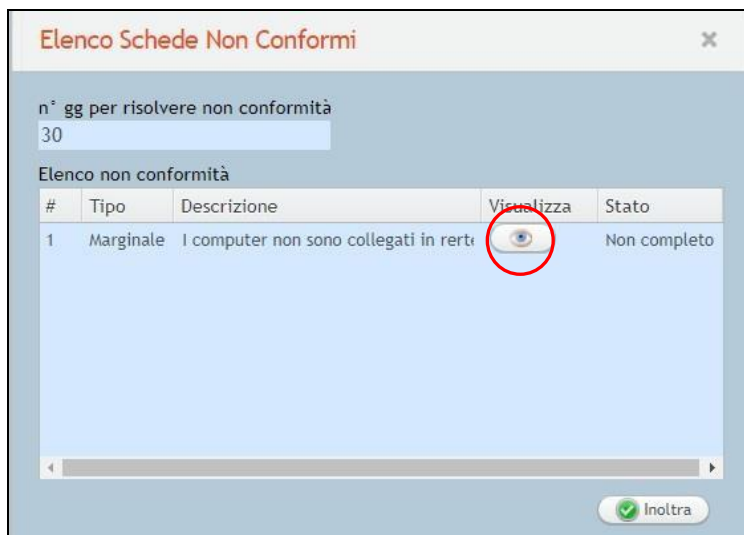 Elenco Schede Non Conformi
n° gg per risolvere non conformità
30
Elenco non conformità
# Tipo Descrizione Visualizza Stato
1 Marginale I computer non sono collegati in rerte Non completo
Inoltra